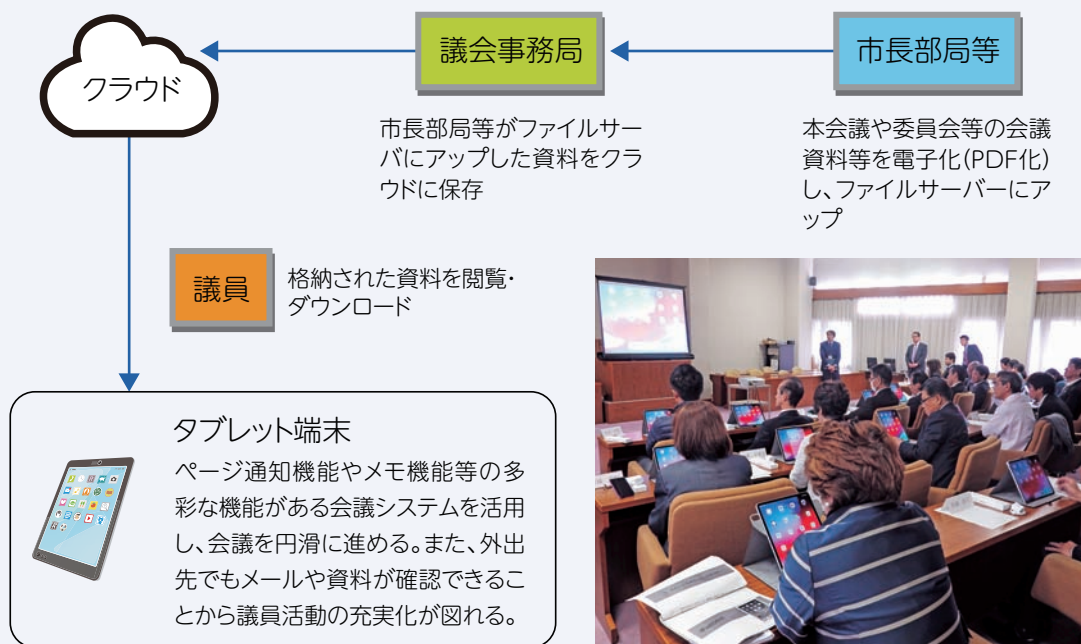 クラウド
議会事務局
市長部局等
市長部局等がファイルサー
バにアップした資料をクラ
ウドに保存
本会議や委員会等の会議
資料等を電子化(PDF化)
し、ファイルサーバーにア
ップ
議員
格納された資料を閲覧・
ダウンロード
タブレット端末
ページ通知機能やメモ機能等の多
彩な機能がある会議システムを活用
し、会議を円滑に進める。また、外出
先でもメールや資料が確認できるこ
とから議員活動の充実化が図れる。